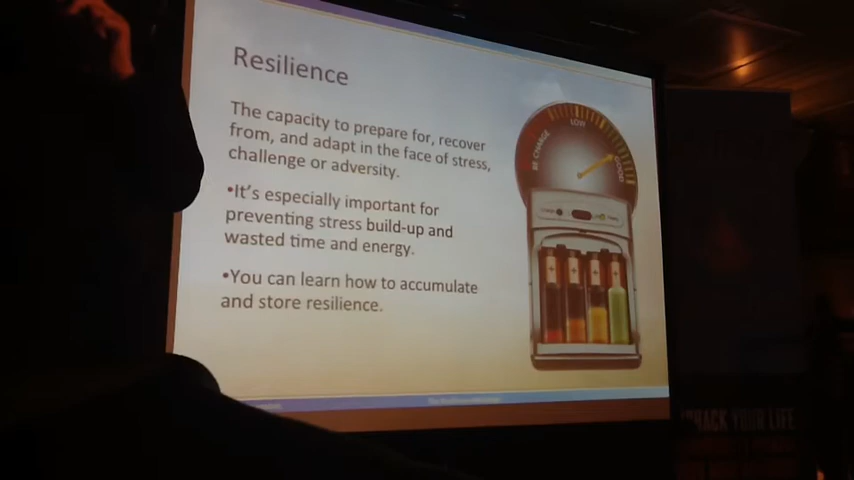 Resilience
The capacity to prepare for, recover
from, and adapt in the face of stress,
challenge or adversity.
•It's especially important for
preventing stress build-up and
wasted time and energy.
•You can learn how to accumulate
and store resilience.
LOW
GOOD
HACK YOUR LIFE